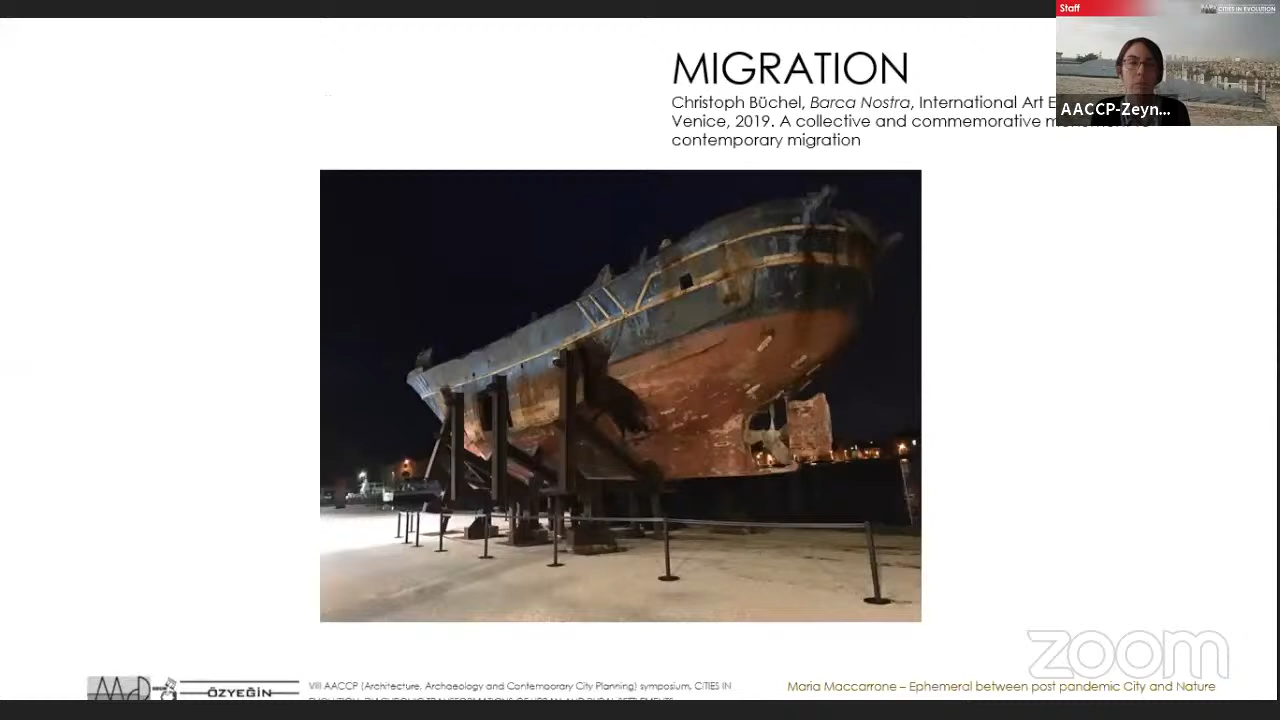 Staff
CITIES IN EVOLUTION
AACCP-Zeyn...
MIGRATION
Christoph Büchel, Barca Nostra, International Art E
Venice, 2019. A collective and commemorative m
contemporary migration
zoom
ÖZYEĞİN
VIII AACCP (Architecture, Archaeology and Contemporary City Planning) symposium, CITIES IN
Maria Maccarrone – Ephemeral between post pandemic City and Nature